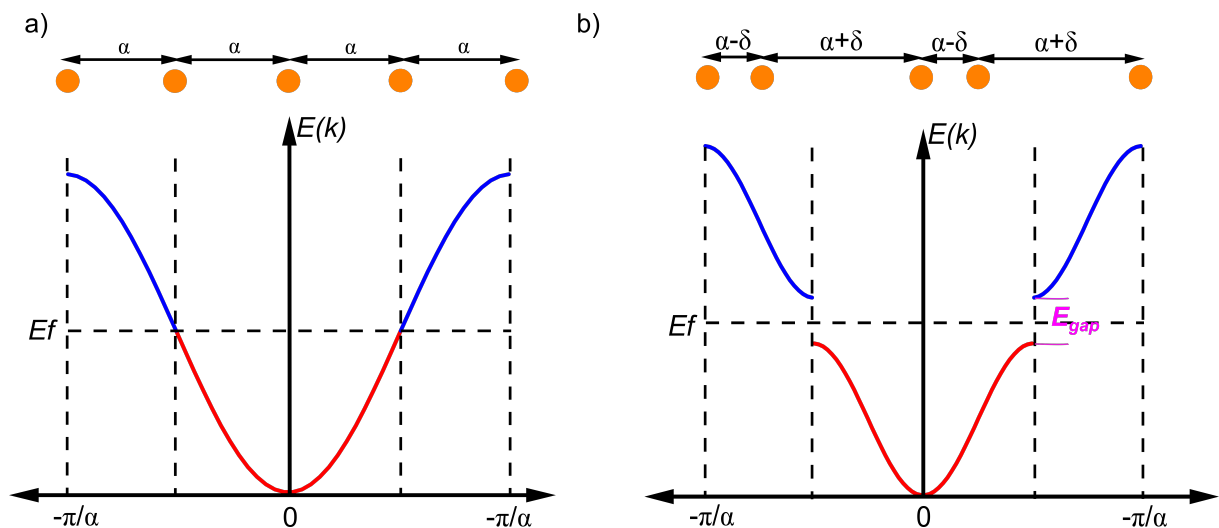 a)
α α α α
E(k)
Ef
-π/α 0 -π/α
b)
α-δ α+δ α-δ α+δ
E(k)
Ef
Egap
-π/α 0 -π/α